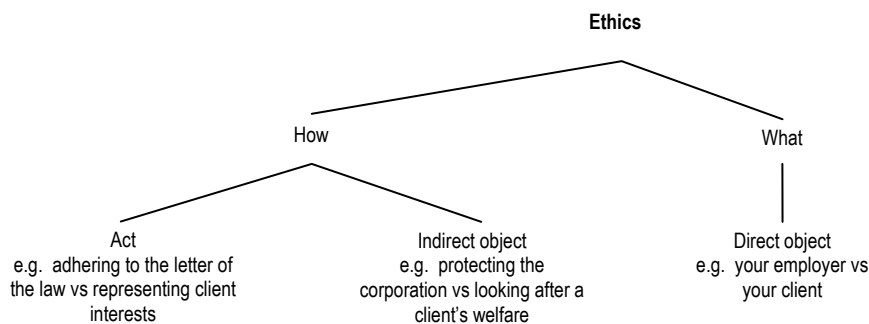 Ethics
How
What
Act
e.g. adhering to the letter of
the law vs representing client
interests
Indirect object
e.g. protecting the
corporation vs looking after a
client's welfare
Direct object
e.g. your employer vs
your client